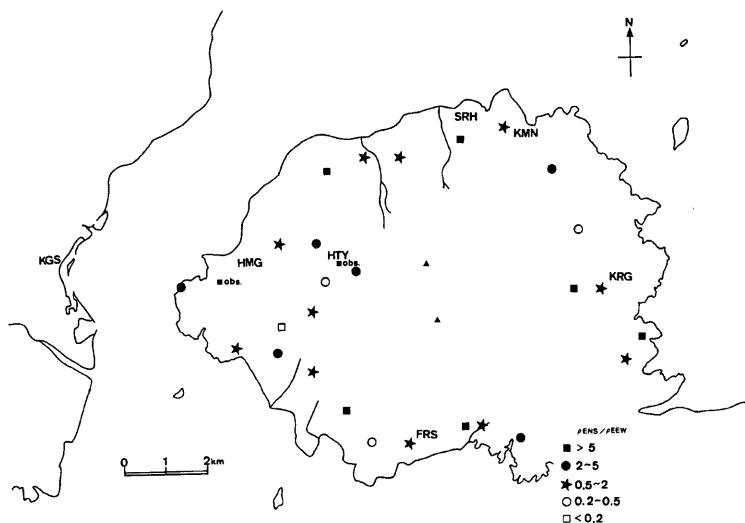 N
SRH
KMN
HTY
obs.
HMG
obs.
KGS
KRG
FRS
ρENS/ρEEW
> 5
2~5
0.5~2
0.2~0.5
< 0.2
0 1 2km